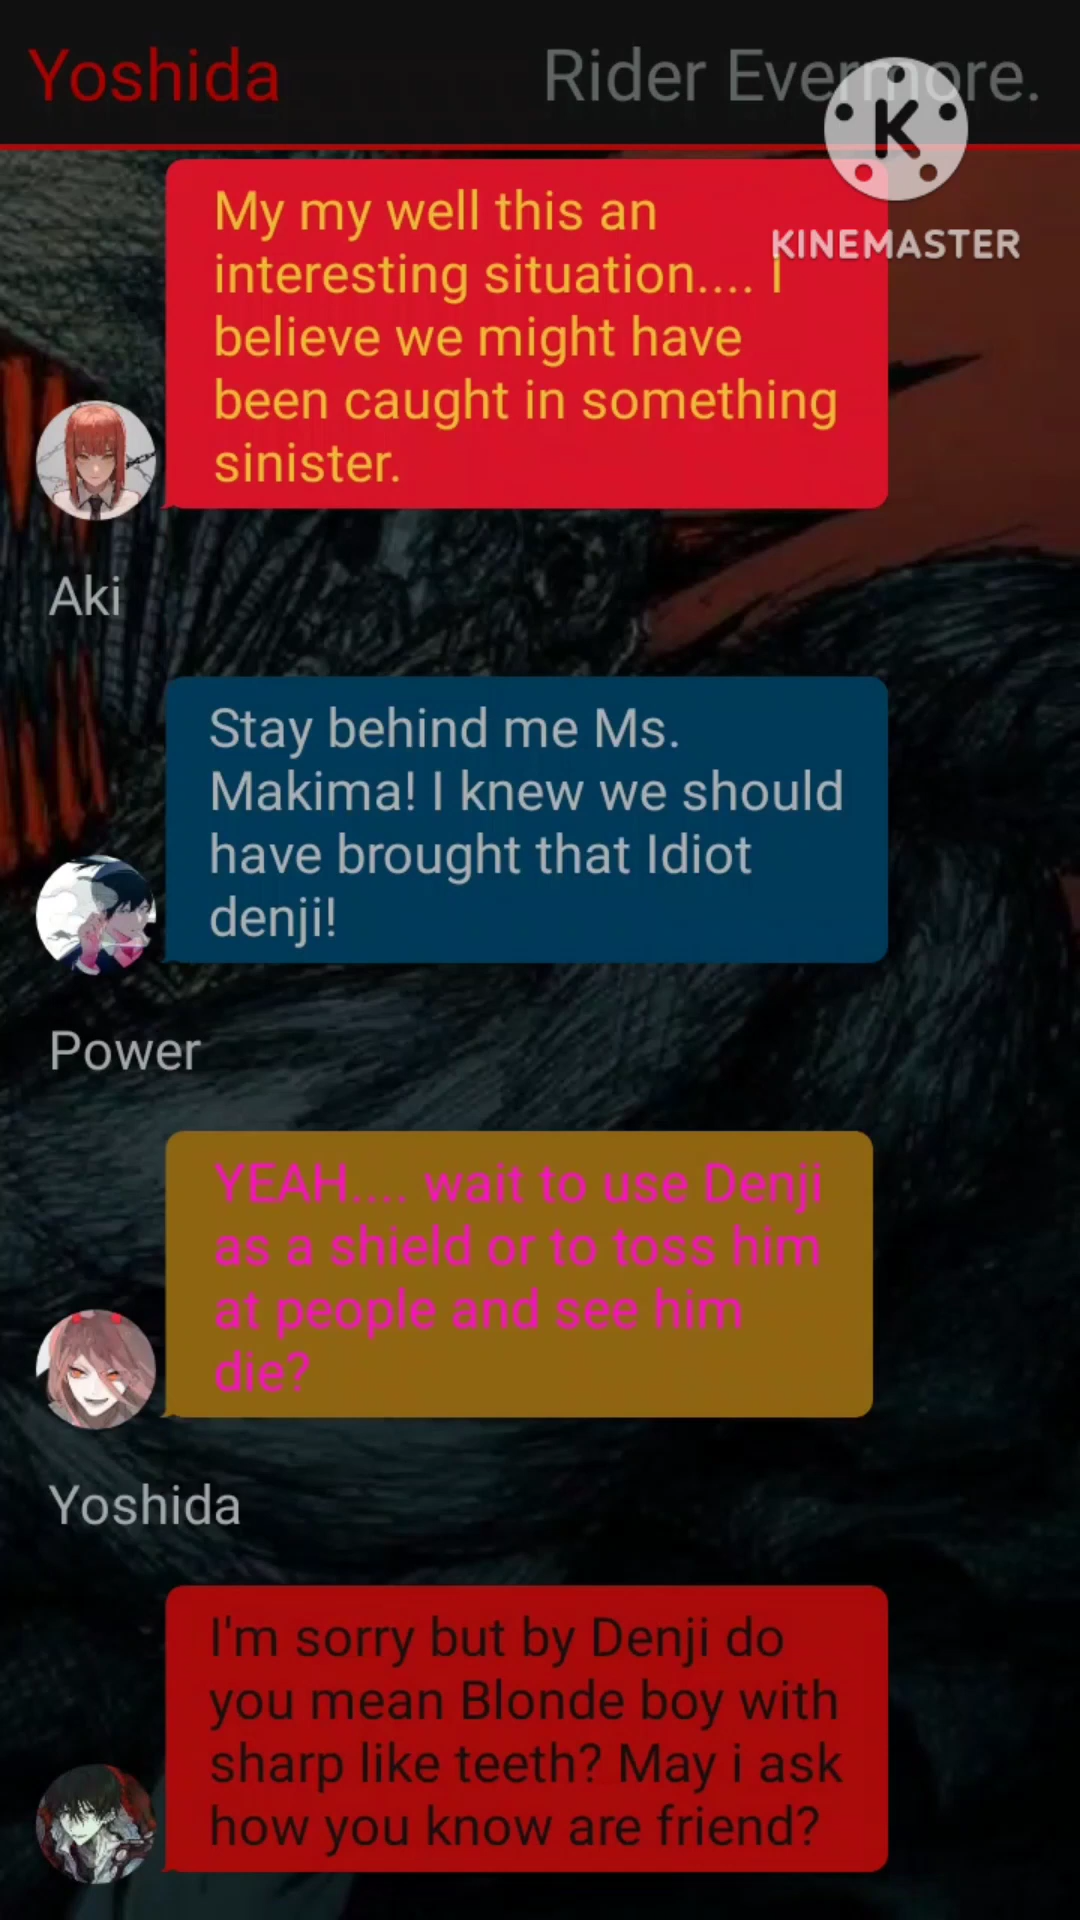 Yoshida
Rider Evermore.
K
KINEMASTER
My my well this an
interesting situation.... I
believe we might have
been caught in something
sinister.
Aki
Stay behind me Ms.
Makima! I knew we should
have brought that Idiot
denji!
Power
YEAH.... wait to use Denji
as a shield or to toss him
at people and see him
die?
Yoshida
I'm sorry but by Denji do
you mean Blonde boy with
sharp like teeth? May i ask
how you know are friend?